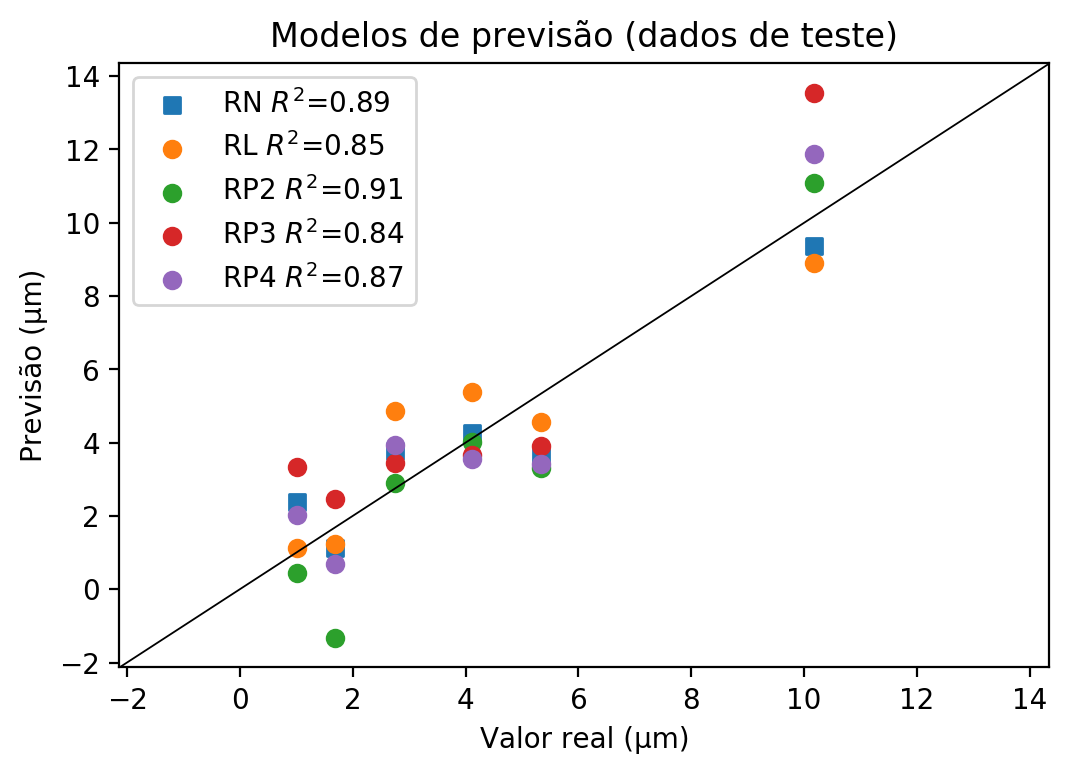 Modelos de previsão (dados de teste)
RN R²=0.89
RL R²=0.85
RP2 R²=0.91
RP3 R²=0.84
RP4 R²=0.87
14
12
10
8
6
4
2
0
−2
Previsão (µm)
−2 0 2 4 6 8 10 12 14
Valor real (µm)